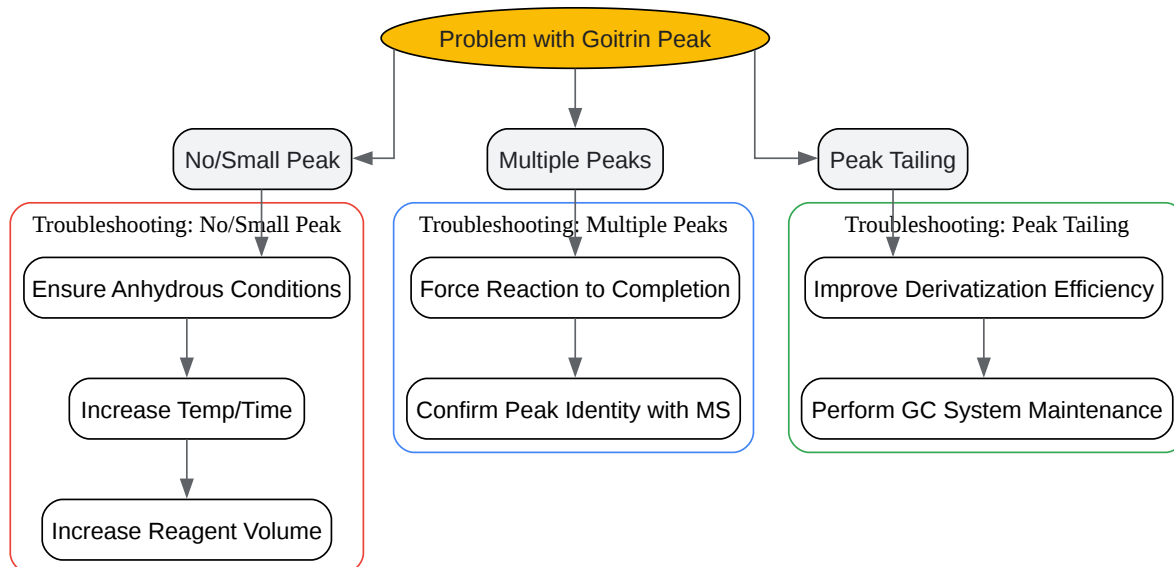 Problem with Goitrin Peak
No/Small Peak
Multiple Peaks
Peak Tailing
Troubleshooting: No/Small Peak
Troubleshooting: Multiple Peaks
Troubleshooting: Peak Tailing
Ensure Anhydrous Conditions
Force Reaction to Completion
Improve Derivatization Efficiency
Increase Temp/Time
Confirm Peak Identity with MS
Perform GC System Maintenance
Increase Reagent Volume